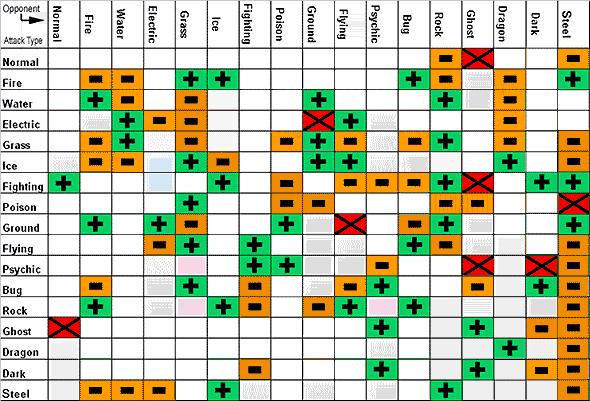 Opponent
Attack Type
Normal
Fire
Water
Electric
Grass
Ice
Fighting
Poison
Ground
Flying
Psychic
Bug
Rock
Ghost
Dragon
Dark
Steel
Normal
Fire
Water
Electric
Grass
Ice
Fighting
Poison
Ground
Flying
Psychic
Bug
Rock
Ghost
Dragon
Dark
Steel